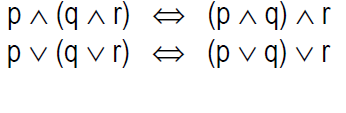 p ∧ (q ∧ r) ⇔ (p ∧ q) ∧ r
p ∨ (q ∨ r) ⇔ (p ∨ q) ∨ r